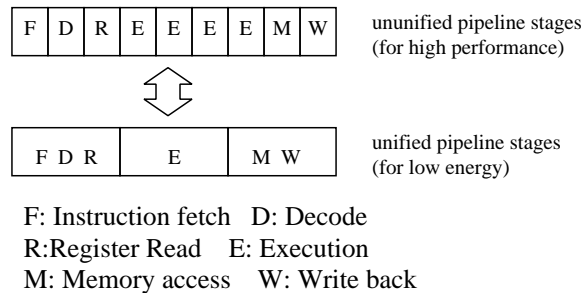 F D R E E E E M W
ununified pipeline stages
(for high performance)
F D R E M W
unified pipeline stages
(for low energy)
F: Instruction fetch D: Decode
R:Register Read E: Execution
M: Memory access W: Write back